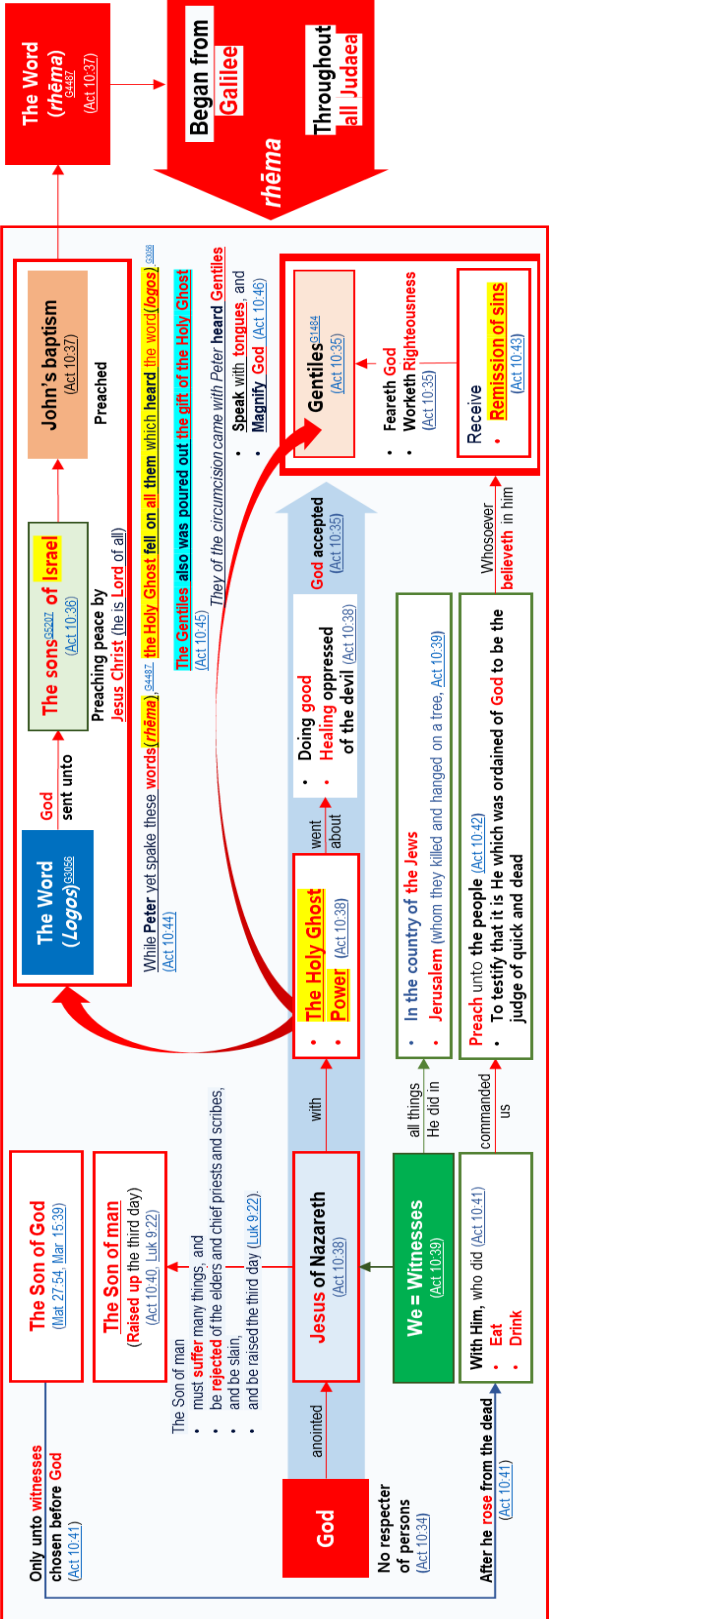 Only unto witnesses
chosen before God
(Act 10:41)
The Son of God
(Mat 27:54, Mar 15:39)
The Son of man
(Raised up the third day)
(Act 10:40, Luk 9:22)
The Son of man
• must suffer many things, and
• be rejected of the elders and chief priests and scribes,
• and be slain,
• and be raised the third day (Luk 9:22).
The Word
(Logos)G3056
God
sent unto
The sonsG5207 of Israel
(Act 10:36)
Preaching peace by
Jesus Christ (he is Lord of all)
John's baptism
(Act 10:37)
Preached
The Word
(rhēma)
G4487
(Act 10:37)
Began from
Galilee
Throughout
all Judaea
rhēma
While Peter yet spake these words(rhēma),G4487 the Holy Ghost fell on all them which heard the word(logos).G3056
(Act 10:44)
The Gentiles also was poured out the gift of the Holy Ghost
(Act 10:45)
They of the circumcision came with Peter heard Gentiles
• Speak with tongues, and
• Magnify God (Act 10:46)
God
anointed
Jesus of Nazareth
(Act 10:38)
with
• The Holy Ghost
• Power (Act 10:38)
went
about
• Doing good
• Healing oppressed
of the devil (Act 10:38)
God accepted
(Act 10:35)
GentilesG1484
(Act 10:35)
• Feareth God
• Worketh Righteousness
(Act 10:35)
Receive
• Remission of sins
(Act 10:43)
No respecter
of persons
(Act 10:34)
We = Witnesses
(Act 10:39)
all things
He did in
• In the country of the Jews
• Jerusalem (whom they killed and hanged on a tree, Act 10:39)
After he rose from the dead
(Act 10:41)
With Him, who did (Act 10:41)
• Eat
• Drink
commanded
us
Preach unto the people (Act 10:42)
• To testify that it is He which was ordained of God to be the
judge of quick and dead
Whosoever
believeth in him